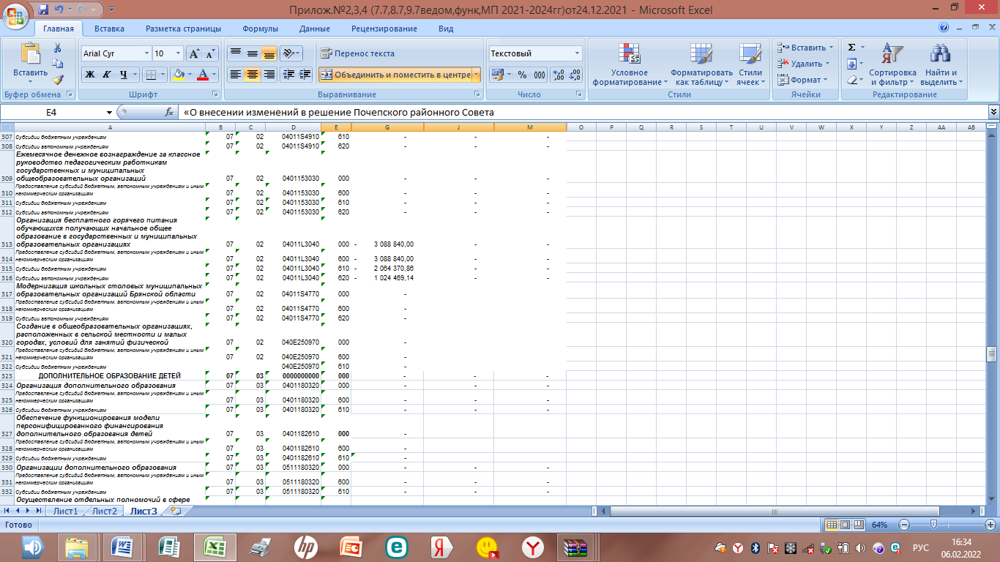 Прилож.№2,3,4 (7.7,8.7,9.7ведом,функ,МП 2021-2024гг)от24.12.2021 - Microsoft Excel
Главная Вставка Разметка страницы Формулы Данные Рецензирование Вид
Вставить
Буфер обмена
Arial Cyr 10
Ж К Ч
Шрифт
Перенос текста
Объединить и поместить в центре
Выравнивание
Текстовый
% 000
Число
Условное форматирование
Форматировать как таблицу
Стили ячеек
Стили
Вставить
Удалить
Формат
Ячейки
Сортировка и фильтр
Найти и выделить
Редактирование
E4 fx «О внесении изменений в решение Почепского районного Совета
A B C D E G J M O P Q R S T U V W X Y Z AA AB
307 Субсидии бюджетным учреждениям 07 02 04011S4910 610 - - -
308 Субсидии автономным учреждениям 07 02 04011S4910 620 - - -
Ежемесячное денежное вознаграждение за классное
руководство педагогическим работникам
государственных и муниципальных
309 общеобразовательных организаций 07 02 0401153030 000 - - -
Предоставление субсидий бюджетным, автономным учреждениям и иным
310 некоммерческим организациям 07 02 0401153030 600 - - -
311 Субсидии бюджетным учреждениям 07 02 0401153030 610 - - -
312 Субсидии автономным учреждениям 07 02 0401153030 620 - - -
Организация бесплатного горячего питания
обучающихся получающих начальное общее
образование в государственных и муниципальных
313 образовательных организациях 07 02 04011L3040 000 - 3 088 840,00 - -
Предоставление субсидий бюджетным, автономным учреждениям и иным
314 некоммерческим организациям 07 02 04011L3040 600 - 3 088 840,00 - -
315 Субсидии бюджетным учреждениям 07 02 04011L3040 610 - 2 064 370,86 - -
316 Субсидии автономным учреждениям 07 02 04011L3040 620 - 1 024 469,14 - -
Модернизация школьных столовых муниципальных
317 образовательных организаций Брянской области 07 02 04011S4770 000 -
Предоставление субсидий бюджетным, автономным учреждениям и иным
318 некоммерческим организациям 07 02 04011S4770 600 -
319 Субсидии автономным учреждениям 07 02 04011S4770 620 -
Создание в общеобразовательных организациях,
расположенных в сельской местности и малых
320 городах, условий для занятий физической 07 02 040E250970 000 -
Предоставление субсидий бюджетным, автономным учреждениям и иным
321 некоммерческим организациям 07 02 040E250970 600 -
322 Субсидии бюджетным учреждениям 040E250970 610 -
323 ДОПОЛНИТЕЛЬНОЕ ОБРАЗОВАНИЕ ДЕТЕЙ 07 03 0000000000 000 - - -
324 Организация дополнительного образования 07 03 0401180320 000 - - -
Предоставление субсидий бюджетным, автономным учреждениям и иным
325 некоммерческим организациям 07 03 0401180320 600 - - -
326 Субсидии бюджетным учреждениям 07 03 0401180320 610 - - -
Обеспечение функционирования модели
персонифицированного финансирования
327 дополнительного образования детей 07 03 0401182610 000 -
Предоставление субсидий бюджетным, автономным учреждениям и иным
328 некоммерческим организациям 07 03 0401182610 600 -
329 Субсидии бюджетным учреждениям 07 03 0401182610 610 -
330 Организации дополнительного образования 07 03 0511180320 000 - - -
Предоставление субсидий бюджетным, автономным учреждениям и иным
331 некоммерческим организациям 07 03 0511180320 600 - - -
332 Субсидии бюджетным учреждениям 07 03 0511180320 610 - - -
Осуществление отдельных полномочий в сфере
Лист1 Лист2 Лист3
Готово 64%
РУС
16:34
06.02.2022